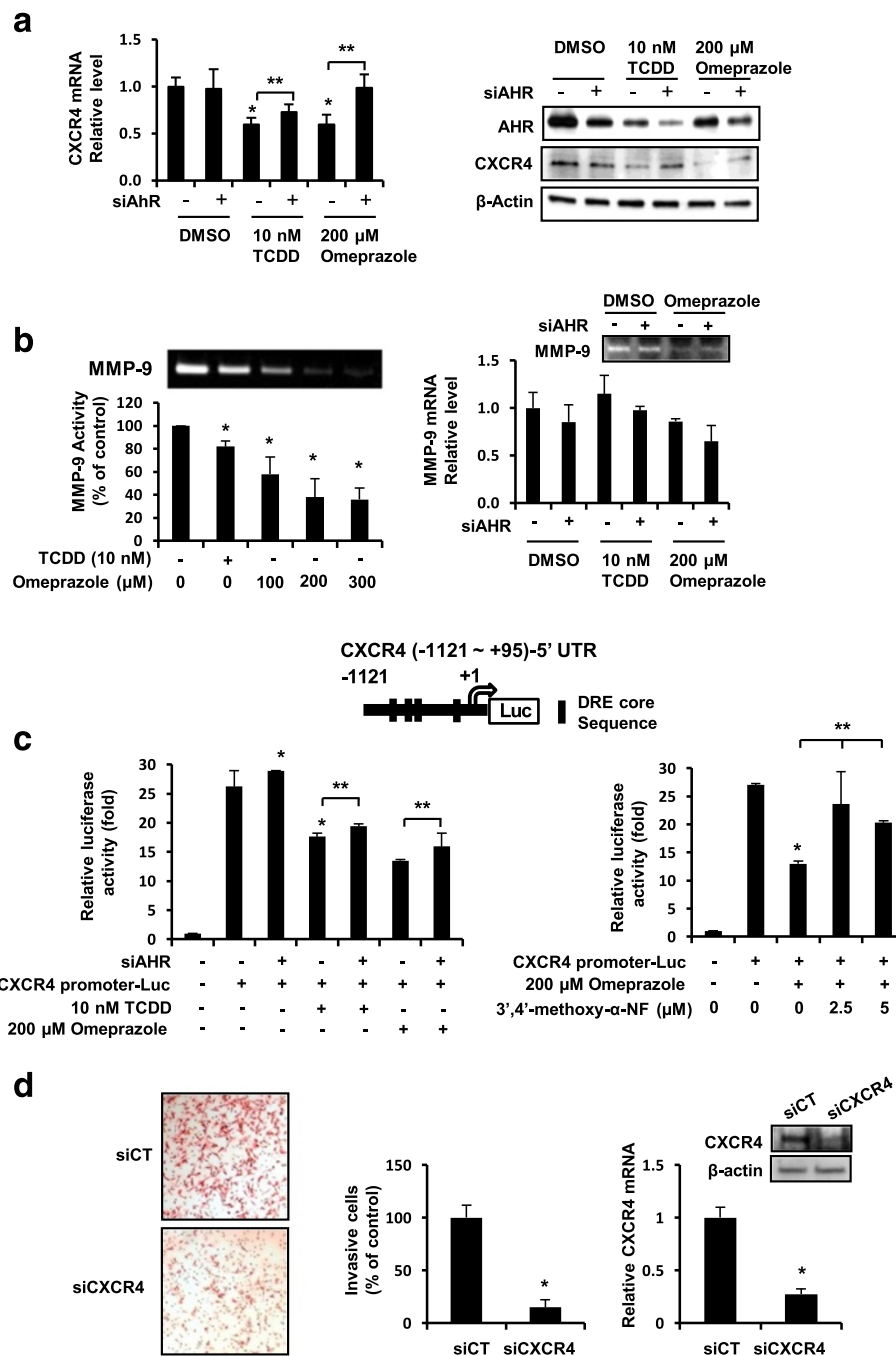 a
CXCR4 mRNA
Relative level
1.5
1.0
0.5
0.0
*
**
*
**
siAhR - + - + - +
DMSO 10 nM TCDD 200 µM Omeprazole
DMSO 10 nM TCDD 200 µM Omeprazole
siAHR - + - + - +
AHR
CXCR4
β-Actin
b
MMP-9
MMP-9 Activity
(% of control)
120
100
80
60
40
20
0
* * * *
TCDD (10 nM) - + - - -
Omeprazole (µM) 0 0 100 200 300
DMSO Omeprazole
siAHR - + - +
MMP-9
MMP-9 mRNA
Relative level
1.5
1.0
0.5
0.0
siAHR - + - + - +
DMSO 10 nM TCDD 200 µM Omeprazole
CXCR4 (-1121 ~ +95)-5' UTR
-1121 +1
Luc
DRE core
Sequence
c
Relative luciferase
activity (fold)
30
25
20
15
10
5
0
*
*
**
**
siAHR - - + - + - +
CXCR4 promoter-Luc - + + + + + +
10 nM TCDD - - - + + - -
200 µM Omeprazole - - - - - + +
Relative luciferase
activity (fold)
30
25
20
15
10
5
0
*
**
CXCR4 promoter-Luc - + + + +
200 µM Omeprazole - - + + +
3',4'-methoxy-α-NF (µM) 0 0 0 2.5 5
d
siCT
siCXCR4
Invasive cells
(% of control)
150
100
50
0
*
siCT siCXCR4
siCT siCXCR4
CXCR4
β-actin
Relative CXCR4 mRNA
1.5
1
0.5
0
*
siCT siCXCR4